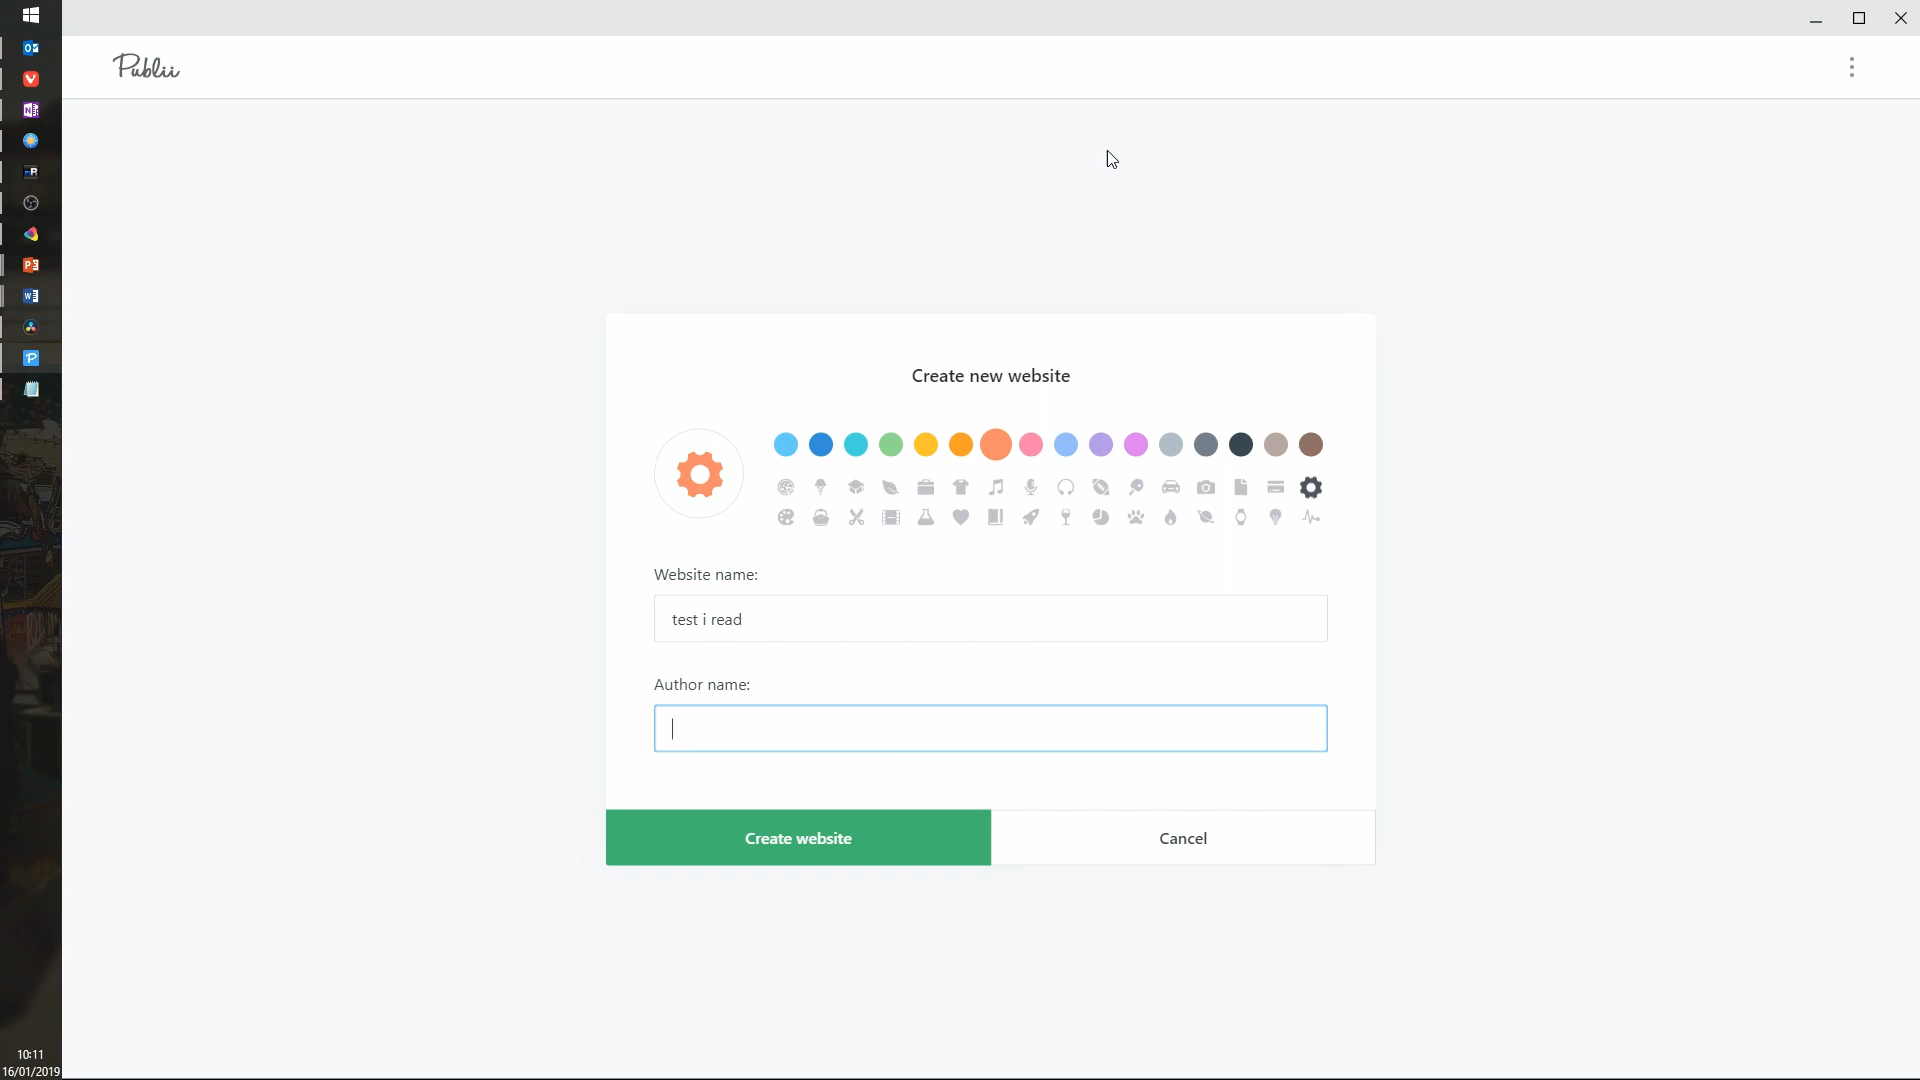 Publii
Create new website
Website name:
test i read
Author name:
Create website
Cancel
10:11
16/01/2019